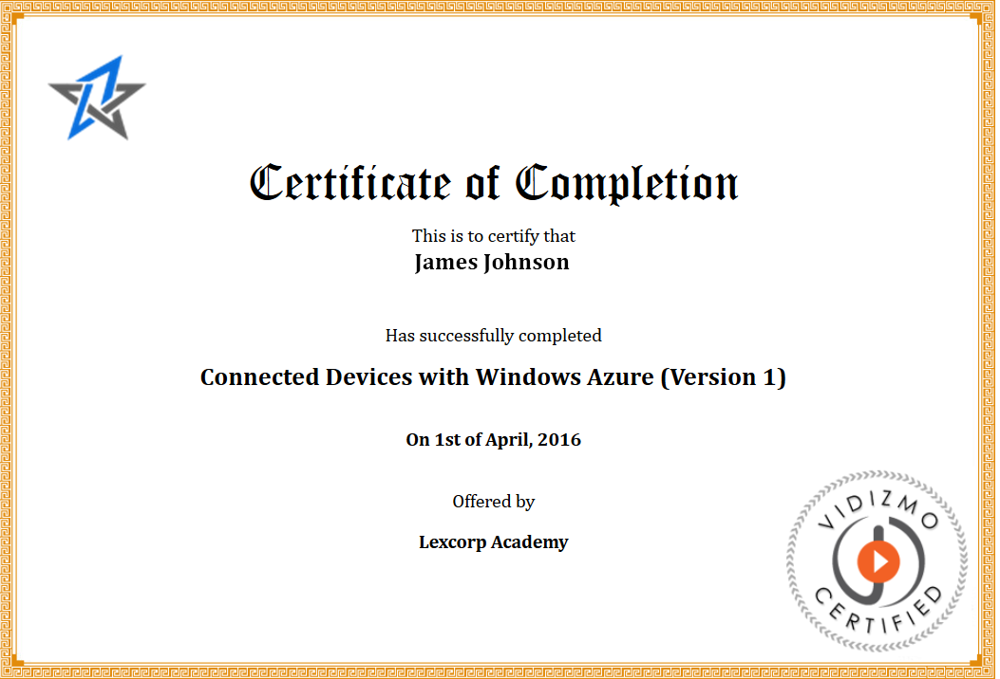 Certificate of Completion
This is to certify that
James Johnson
Has successfully completed
Connected Devices with Windows Azure (Version 1)
On 1st of April, 2016
Offered by
Lexcorp Academy
VIDIZMO
CERTIFIED